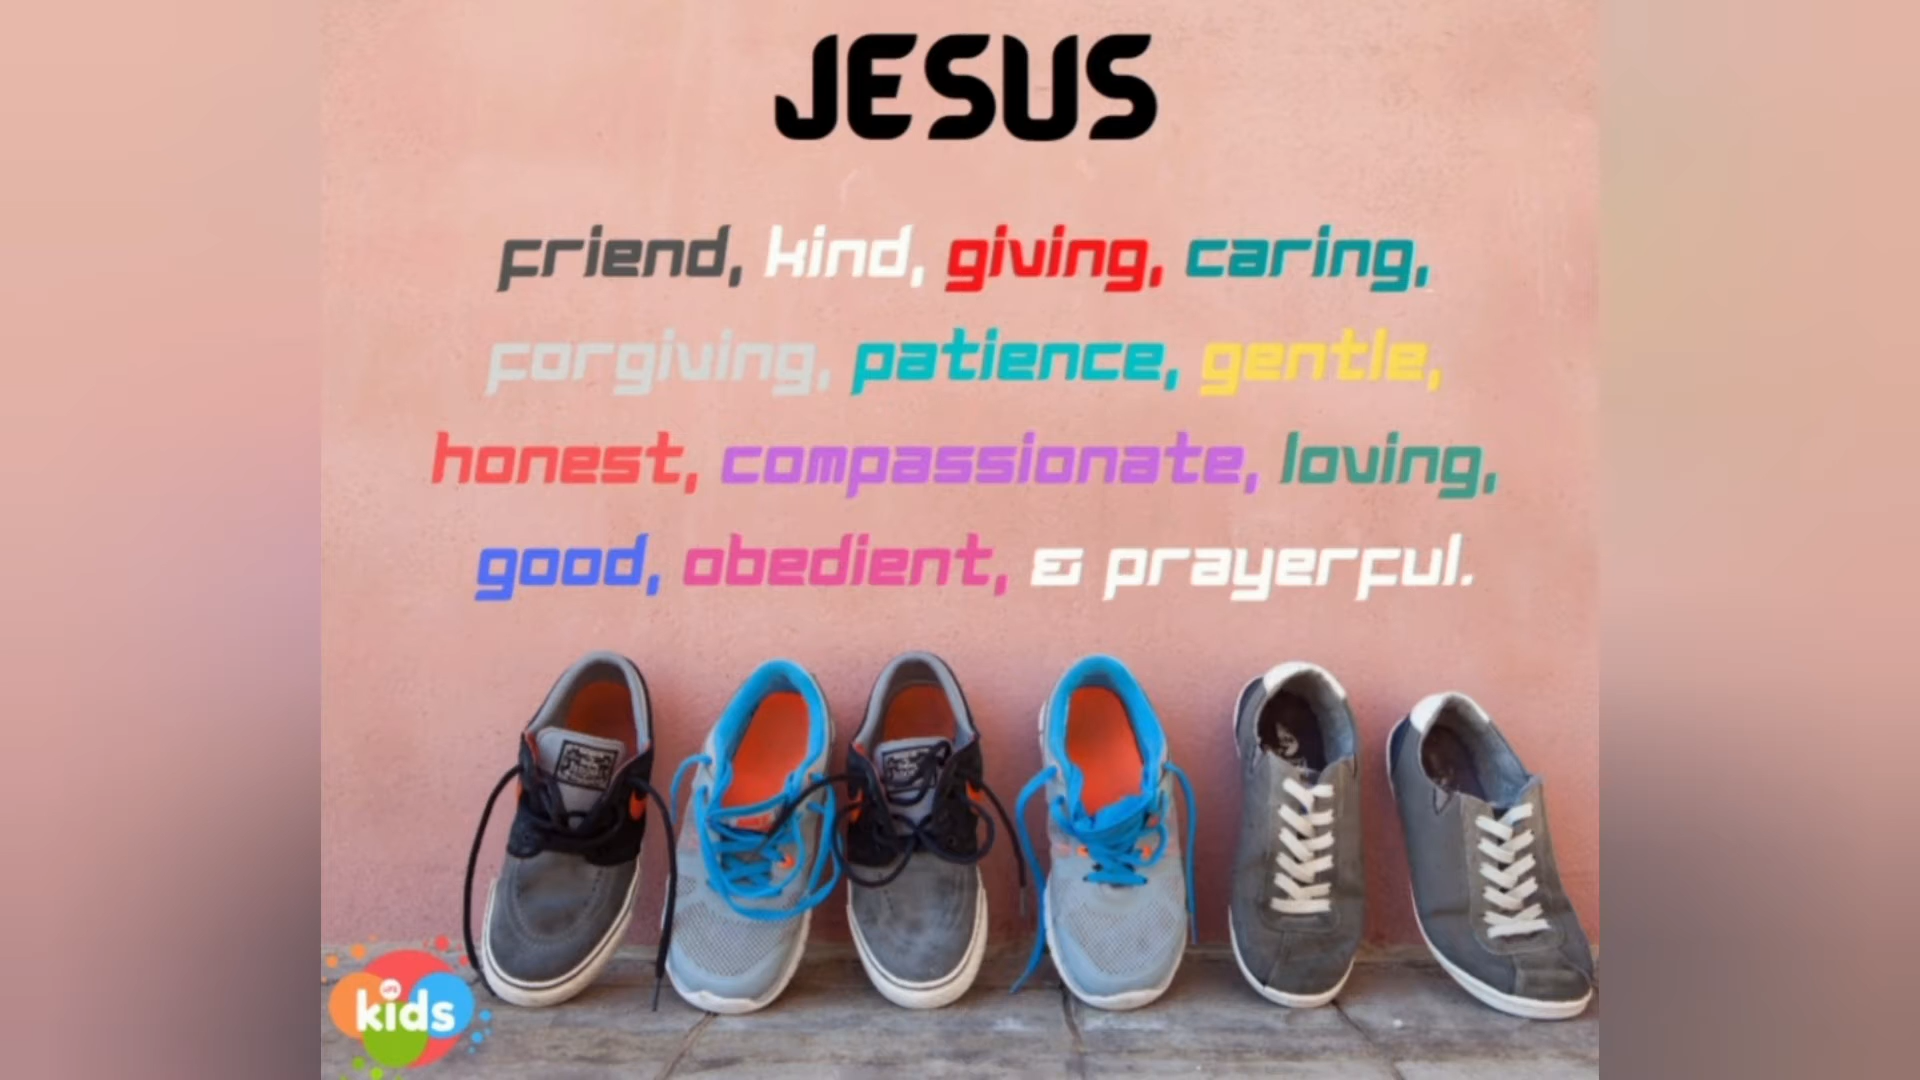 JESUS
friend, kind, giving, caring,
forgiving, patience, gentle,
honest, compassionate, loving,
good, obedient, & prayerful.
kids